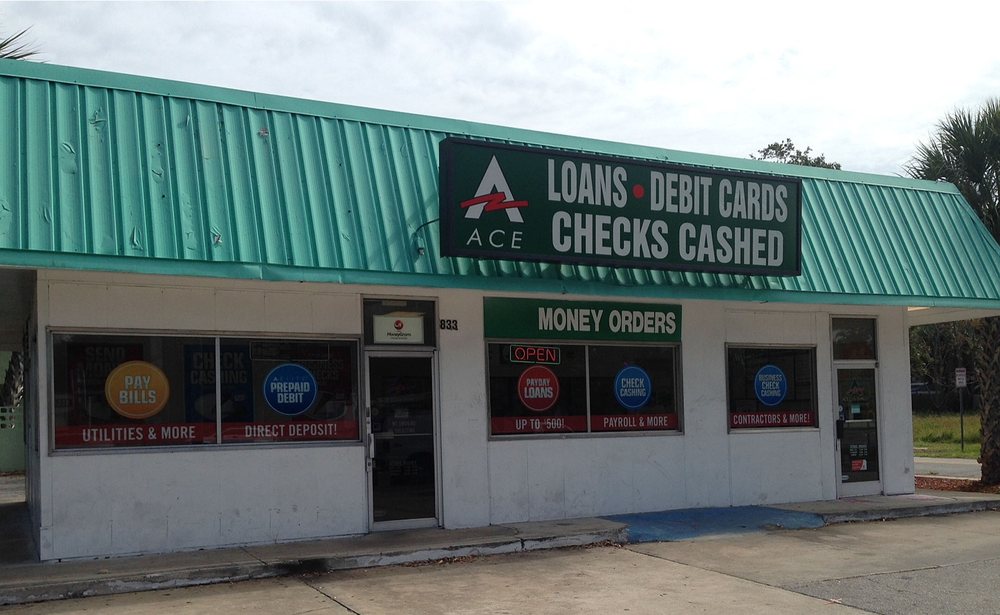 LOANS • DEBIT CARDS
CHECKS CASHED
ACE
MoneyGram
833
MONEY ORDERS
OPEN
PAY
BILLS
UTILITIES & MORE
CHECK
CASHING
PREPAID
DEBIT
DIRECT DEPOSIT!
PAYDAY
LOANS
UP TO $500!
CHECK
CASHING
PAYROLL & MORE
BUSINESS
CHECK
CASHING
CONTRACTORS & MORE!